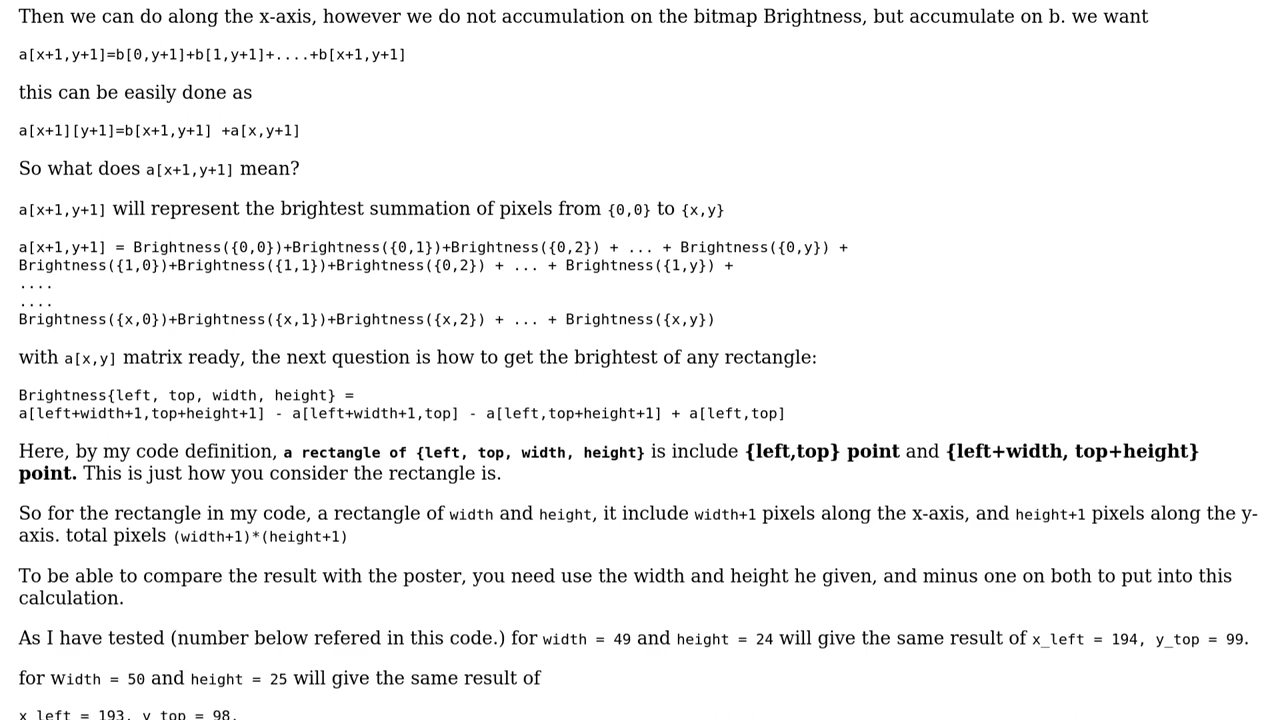 Then we can do along the x-axis, however we do not accumulation on the bitmap Brightness, but accumulate on b. we want
a[x+1,y+1]=b[0,y+1]+b[1,y+1]+....+b[x+1,y+1]
this can be easily done as
a[x+1][y+1]=b[x+1,y+1] +a[x,y+1]
So what does a[x+1,y+1] mean?
a[x+1,y+1] will represent the brightest summation of pixels from {0,0} to {x,y}
a[x+1,y+1] = Brightness({0,0})+Brightness({0,1})+Brightness({0,2}) + ... + Brightness({0,y}) +
Brightness({1,0})+Brightness({1,1})+Brightness({0,2}) + ... + Brightness({1,y}) +
....
....
Brightness({x,0})+Brightness({x,1})+Brightness({x,2}) + ... + Brightness({x,y})
with a[x,y] matrix ready, the next question is how to get the brightest of any rectangle:
Brightness{left, top, width, height} =
a[left+width+1,top+height+1] - a[left+width+1,top] - a[left,top+height+1] + a[left,top]
Here, by my code definition, a rectangle of {left, top, width, height} is include {left,top} point and {left+width, top+height}
point. This is just how you consider the rectangle is.
So for the rectangle in my code, a rectangle of width and height, it include width+1 pixels along the x-axis, and height+1 pixels along the y-
axis. total pixels (width+1)*(height+1)
To be able to compare the result with the poster, you need use the width and height he given, and minus one on both to put into this
calculation.
As I have tested (number below refered in this code.) for width = 49 and height = 24 will give the same result of x_left = 194, y_top = 99.
for width = 50 and height = 25 will give the same result of
x_left = 193, y_top = 98.